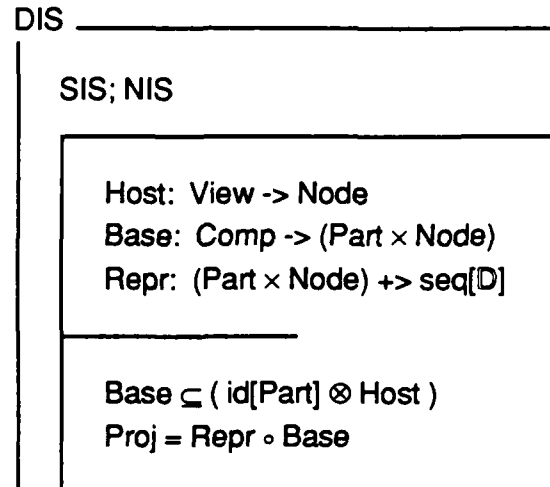 DIS
SIS; NIS
Host: View -> Node
Base: Comp -> (Part × Node)
Repr: (Part × Node) +> seq[𝔻]
Base ⊆ ( id[Part] ⊗ Host )
Proj = Repr ∘ Base